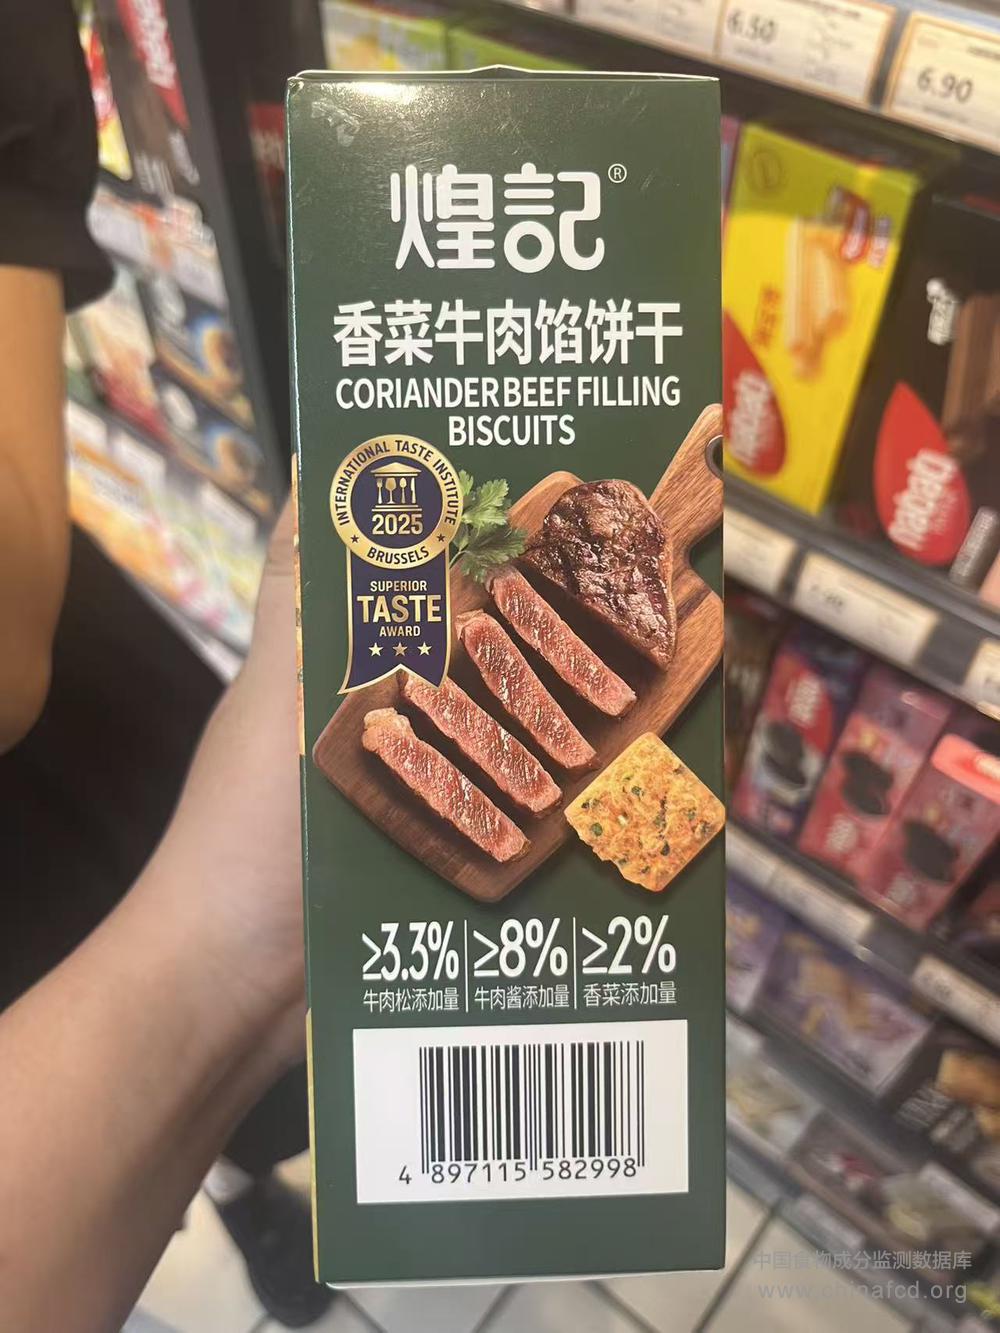 6.50
6.90
煌記®
香菜牛肉馅饼干
CORIANDER BEEF FILLING
BISCUITS
INTERNATIONAL TASTE INSTITUTE
2025
BRUSSELS
SUPERIOR
TASTE
AWARD
≥3.3% ≥8% ≥2%
牛肉松添加量 牛肉酱添加量 香菜添加量
4 897115 582998
nabati
nabati
中国食物成分监测数据库
www.chinafcd.org